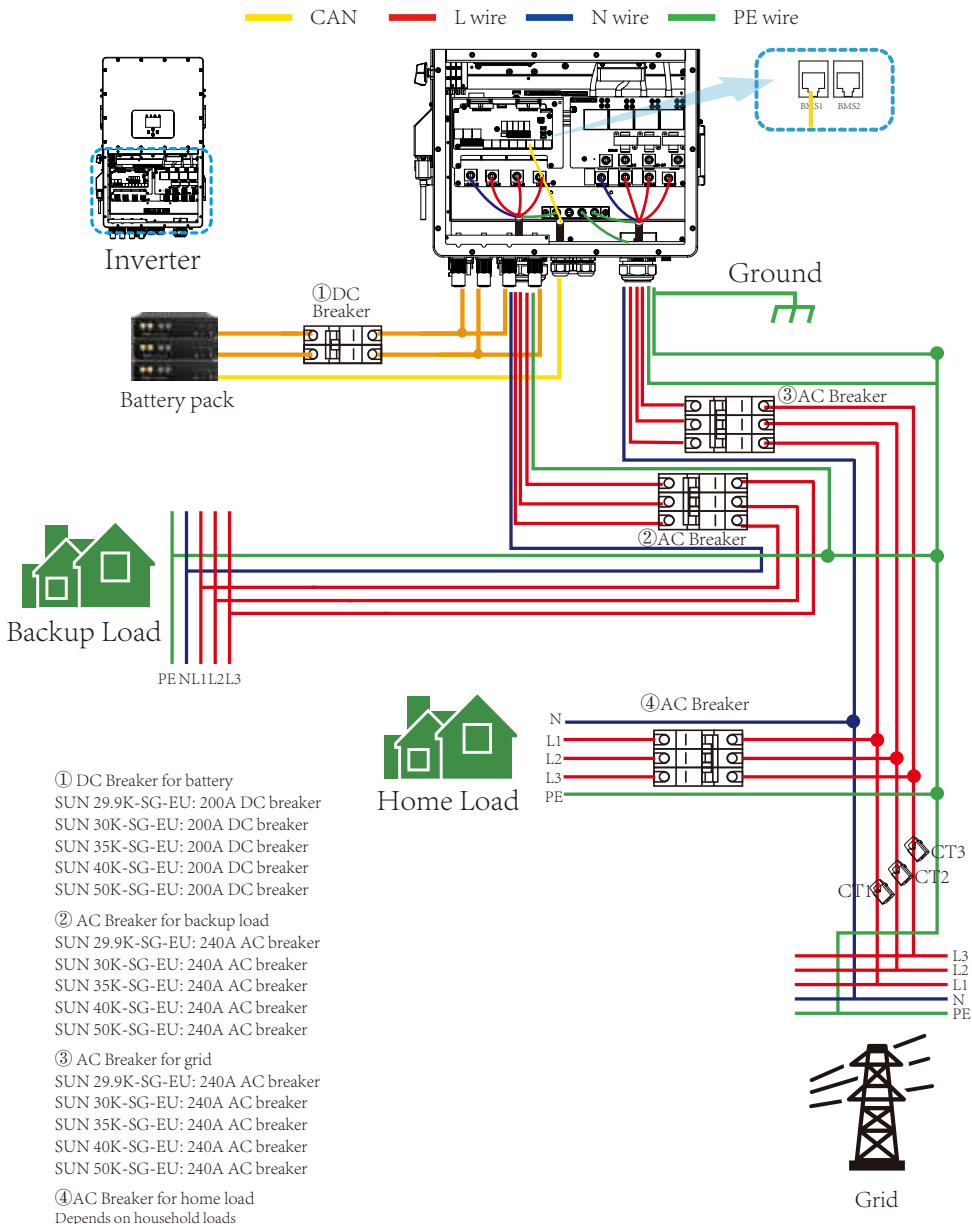 CAN
L wire
N wire
PE wire
BMS1
BMS2
Inverter
Ground
①DC
Breaker
Battery pack
③AC Breaker
②AC Breaker
Backup Load
PE NL1L2L3
④AC Breaker
N
L1
L2
L3
PE
Home Load
CT3
CT2
CT1
① DC Breaker for battery
SUN 29.9K-SG-EU: 200A DC breaker
SUN 30K-SG-EU: 200A DC breaker
SUN 35K-SG-EU: 200A DC breaker
SUN 40K-SG-EU: 200A DC breaker
SUN 50K-SG-EU: 200A DC breaker
② AC Breaker for backup load
SUN 29.9K-SG-EU: 240A AC breaker
SUN 30K-SG-EU: 240A AC breaker
SUN 35K-SG-EU: 240A AC breaker
SUN 40K-SG-EU: 240A AC breaker
SUN 50K-SG-EU: 240A AC breaker
③ AC Breaker for grid
SUN 29.9K-SG-EU: 240A AC breaker
SUN 30K-SG-EU: 240A AC breaker
SUN 35K-SG-EU: 240A AC breaker
SUN 40K-SG-EU: 240A AC breaker
SUN 50K-SG-EU: 240A AC breaker
④AC Breaker for home load
Depends on household loads
L3
L2
L1
N
PE
Grid